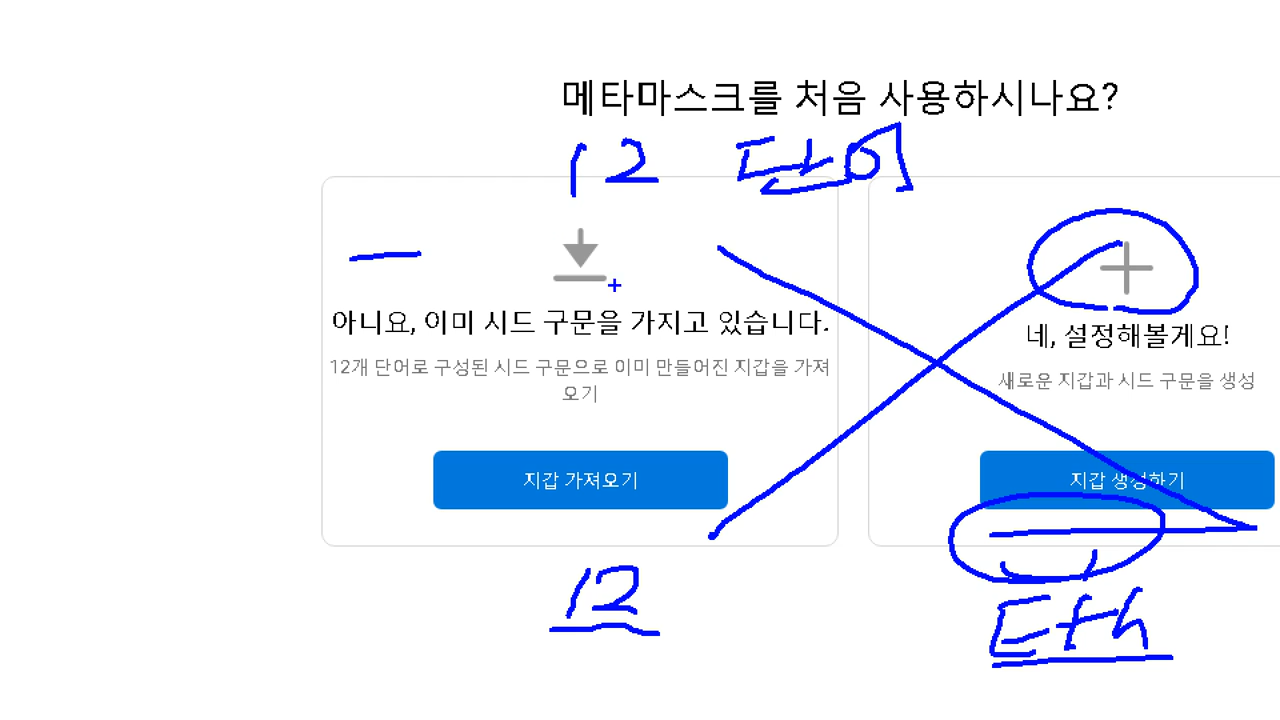 메타마스크를 처음 사용하시나요?
12 단어
아니요, 이미 시드 구문을 가지고 있습니다.
12개 단어로 구성된 시드 구문으로 이미 만들어진 지갑을 가져
오기
지갑 가져오기
12
네, 설정해볼게요!
새로운 지갑과 시드 구문을 생성
지갑 생성하기
Eth